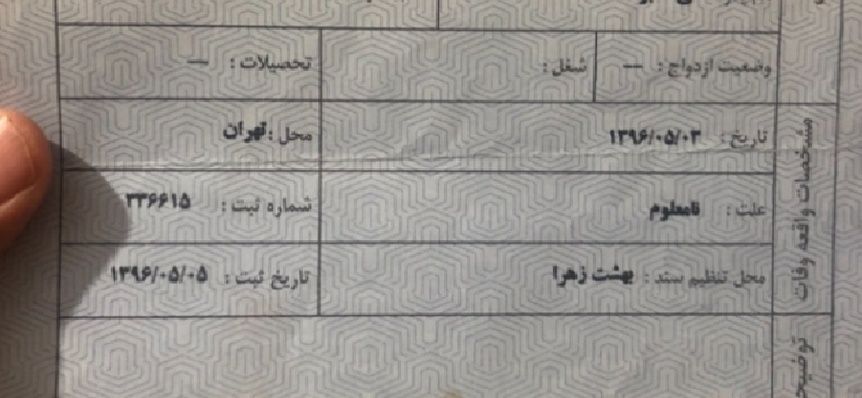 وضعیت ازدواج : — شغل : تحصیلات : —
تاریخ : ۱۳۹۶/۰۵/۰۳ محل : تهران
علت : نامعلوم شماره ثبت : ۳۳۶۶۱۵
محل تنظیم سند : بهشت زهرا تاریخ ثبت : ۱۳۹۶/۰۵/۰۵
مشخصات واقعه وفات